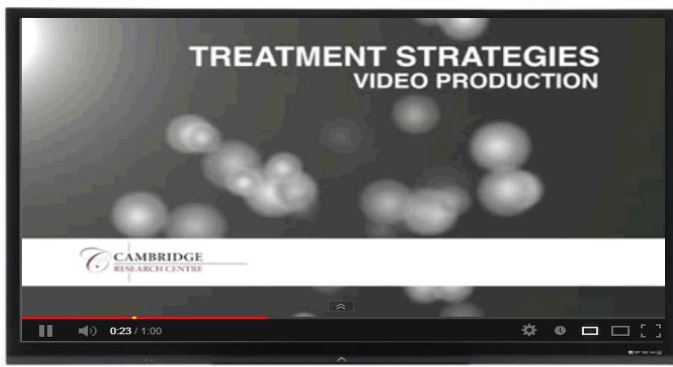 TREATMENT STRATEGIES
VIDEO PRODUCTION
CAMBRIDGE
RESEARCH CENTRE
0:23 / 1:00